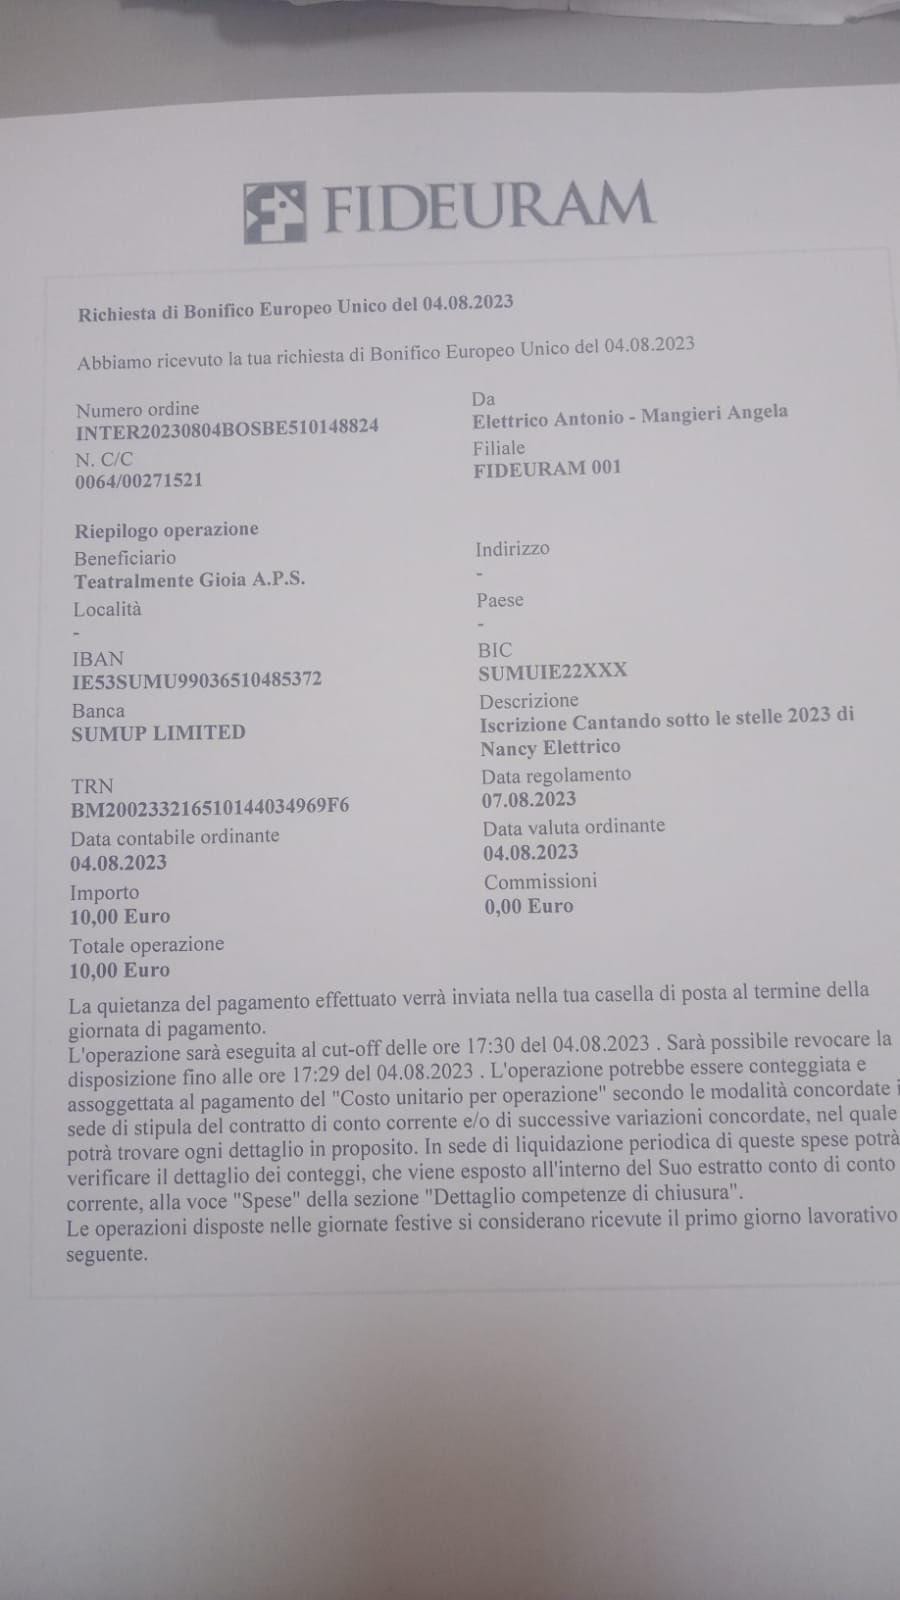 FIDEURAM
Richiesta di Bonifico Europeo Unico del 04.08.2023
Abbiamo ricevuto la tua richiesta di Bonifico Europeo Unico del 04.08.2023
Numero ordine
INTER20230804BOSBE510148824
Da
Elettrico Antonio - Mangieri Angela
N. C/C
0064/00271521
Filiale
FIDEURAM 001
Riepilogo operazione
Beneficiario
Teatralmente Gioia A.P.S.
Indirizzo
-
Località
-
Paese
-
IBAN
IE53SUMU99036510485372
BIC
SUMUIE22XXX
Banca
SUMUP LIMITED
Descrizione
Iscrizione Cantando sotto le stelle 2023 di
Nancy Elettrico
TRN
BM200233216510144034969F6
Data regolamento
07.08.2023
Data contabile ordinante
04.08.2023
Data valuta ordinante
04.08.2023
Importo
10,00 Euro
Commissioni
0,00 Euro
Totale operazione
10,00 Euro
La quietanza del pagamento effettuato verrà inviata nella tua casella di posta al termine della
giornata di pagamento.
L'operazione sarà eseguita al cut-off delle ore 17:30 del 04.08.2023 . Sarà possibile revocare la
disposizione fino alle ore 17:29 del 04.08.2023 . L'operazione potrebbe essere conteggiata e
assoggettata al pagamento del "Costo unitario per operazione" secondo le modalità concordate i
sede di stipula del contratto di conto corrente e/o di successive variazioni concordate, nel quale
potrà trovare ogni dettaglio in proposito. In sede di liquidazione periodica di queste spese potrà
verificare il dettaglio dei conteggi, che viene esposto all'interno del Suo estratto conto di conto
corrente, alla voce "Spese" della sezione "Dettaglio competenze di chiusura".
Le operazioni disposte nelle giornate festive si considerano ricevute il primo giorno lavorativo
seguente.